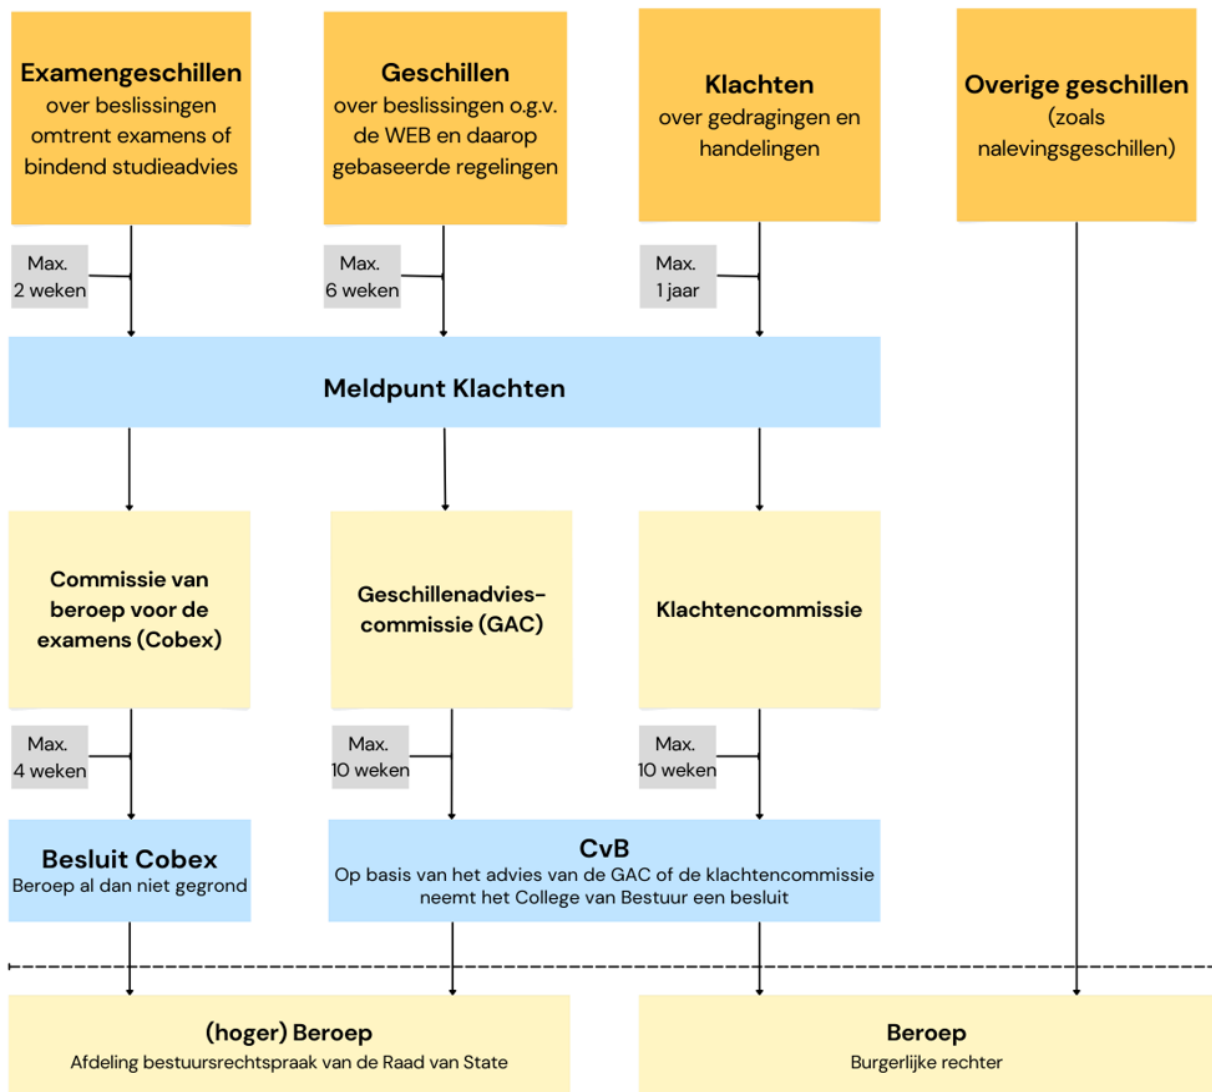 Examengeschillen
over beslissingen
omtrent examens of
bindend studieadvies
Geschillen
over beslissingen o.g.v.
de WEB en daarop
gebaseerde regelingen
Klachten
over gedragingen en
handelingen
Overige geschillen
(zoals
nalevingsgeschillen)
Max.
2 weken
Max.
6 weken
Max.
1 jaar
Meldpunt Klachten
Commissie van
beroep voor de
examens (Cobex)
Geschillenadvies-
commissie (GAC)
Klachtencommissie
Max.
4 weken
Max.
10 weken
Max.
10 weken
Besluit Cobex
Beroep al dan niet gegrond
CvB
Op basis van het advies van de GAC of de klachtencommissie
neemt het College van Bestuur een besluit
(hoger) Beroep
Afdeling bestuursrechtspraak van de Raad van State
Beroep
Burgerlijke rechter